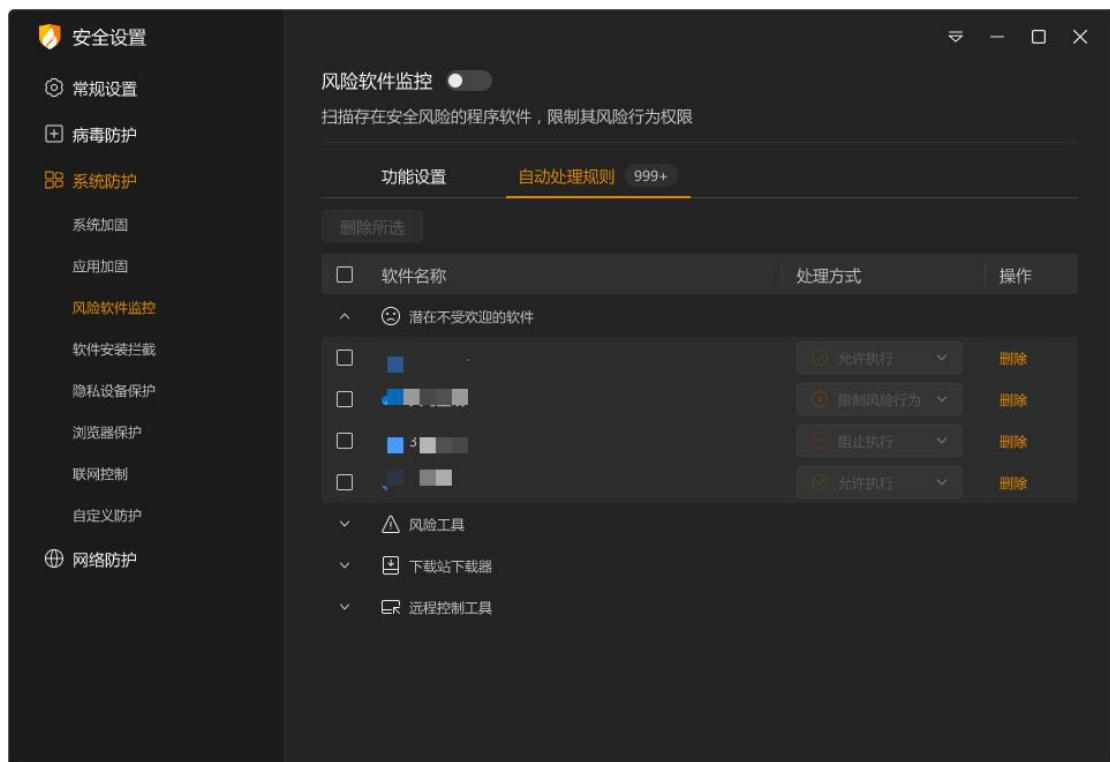 安全设置
常规设置
病毒防护
系统防护
系统加固
应用加固
风险软件监控
软件安装拦截
隐私设备保护
浏览器保护
联网控制
自定义防护
网络防护
风险软件监控
扫描存在安全风险的程序软件，限制其风险行为权限
功能设置 自动处理规则 999+
删除所选
软件名称 处理方式 操作
潜在不受欢迎的软件
允许执行 删除
限制风险行为 删除
3 阻止执行 删除
允许执行 删除
风险工具
下载站下载器
远程控制工具